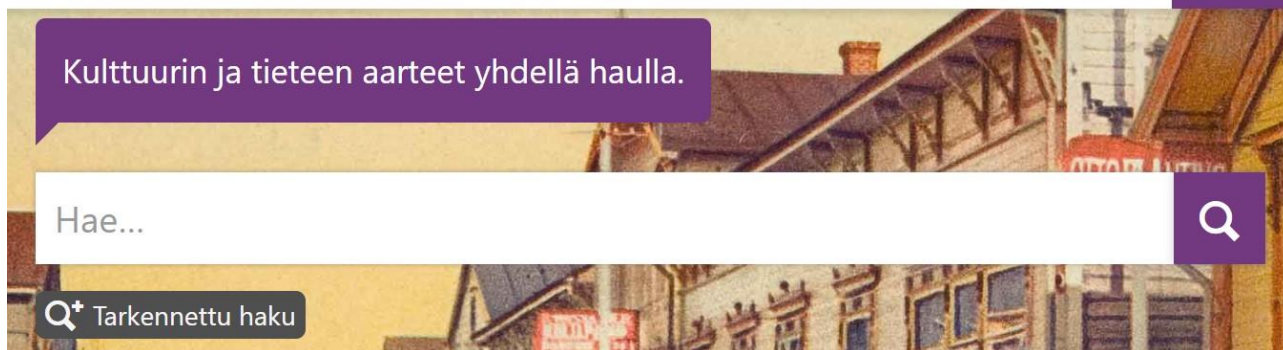 Kulttuurin ja tieteen aarteet yhdellä haulla.
Hae...
Tarkennettu haku